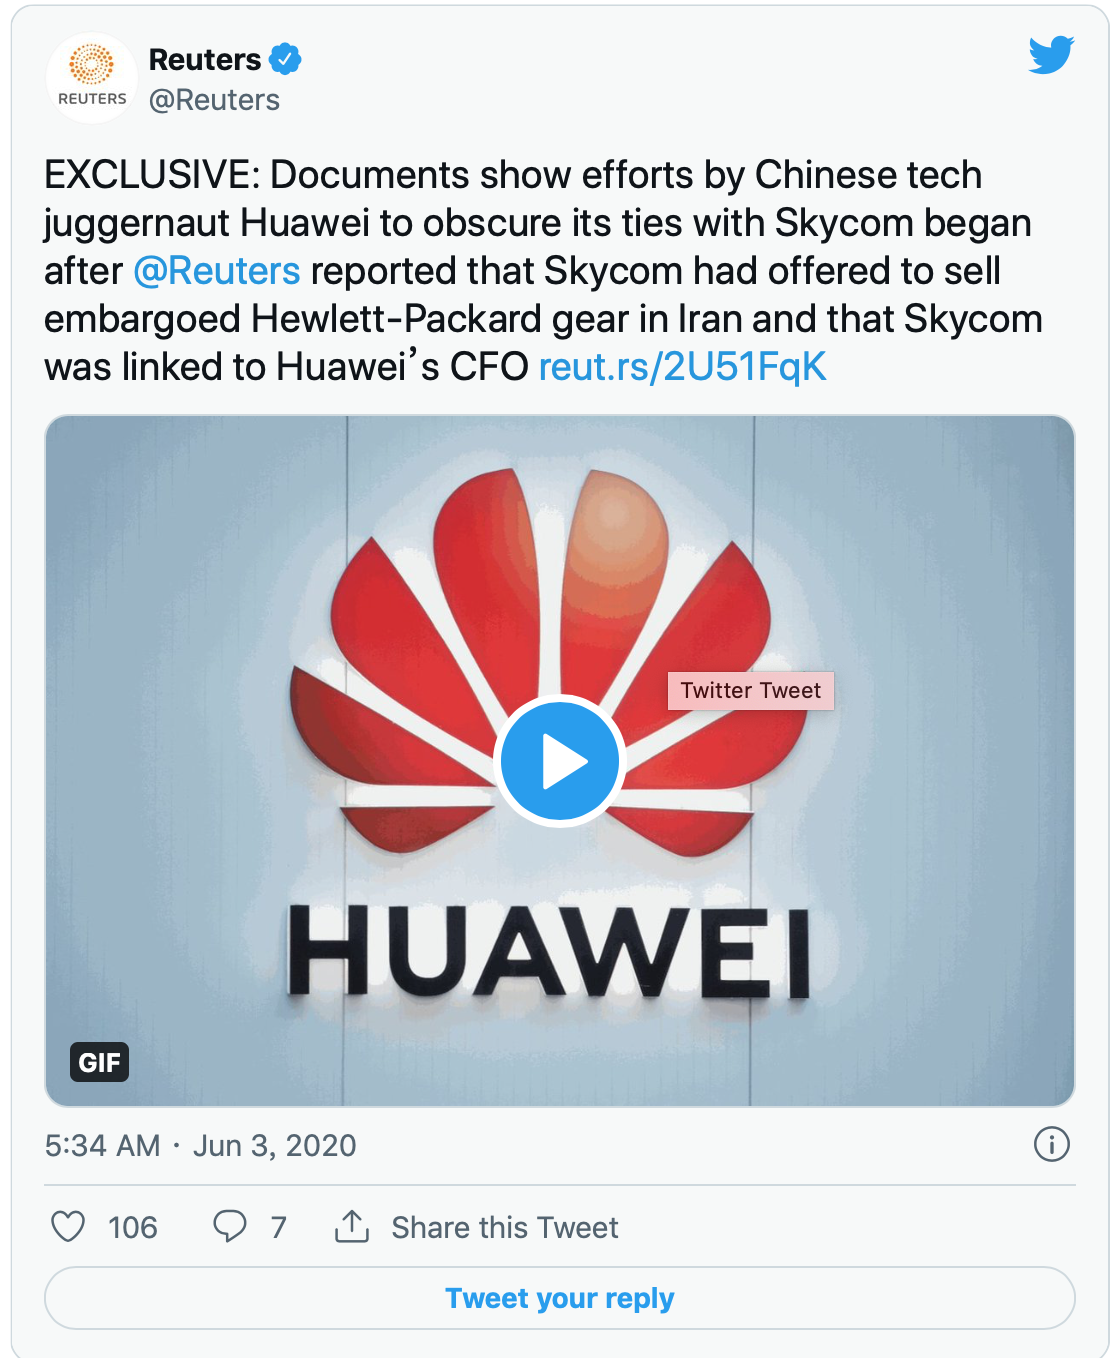 Reuters
@Reuters
REUTERS
EXCLUSIVE: Documents show efforts by Chinese tech
juggernaut Huawei to obscure its ties with Skycom began
after @Reuters reported that Skycom had offered to sell
embargoed Hewlett-Packard gear in Iran and that Skycom
was linked to Huawei’s CFO reut.rs/2U51FqK
Twitter Tweet
HUAWEI
GIF
5:34 AM · Jun 3, 2020
106 7 Share this Tweet
Tweet your reply